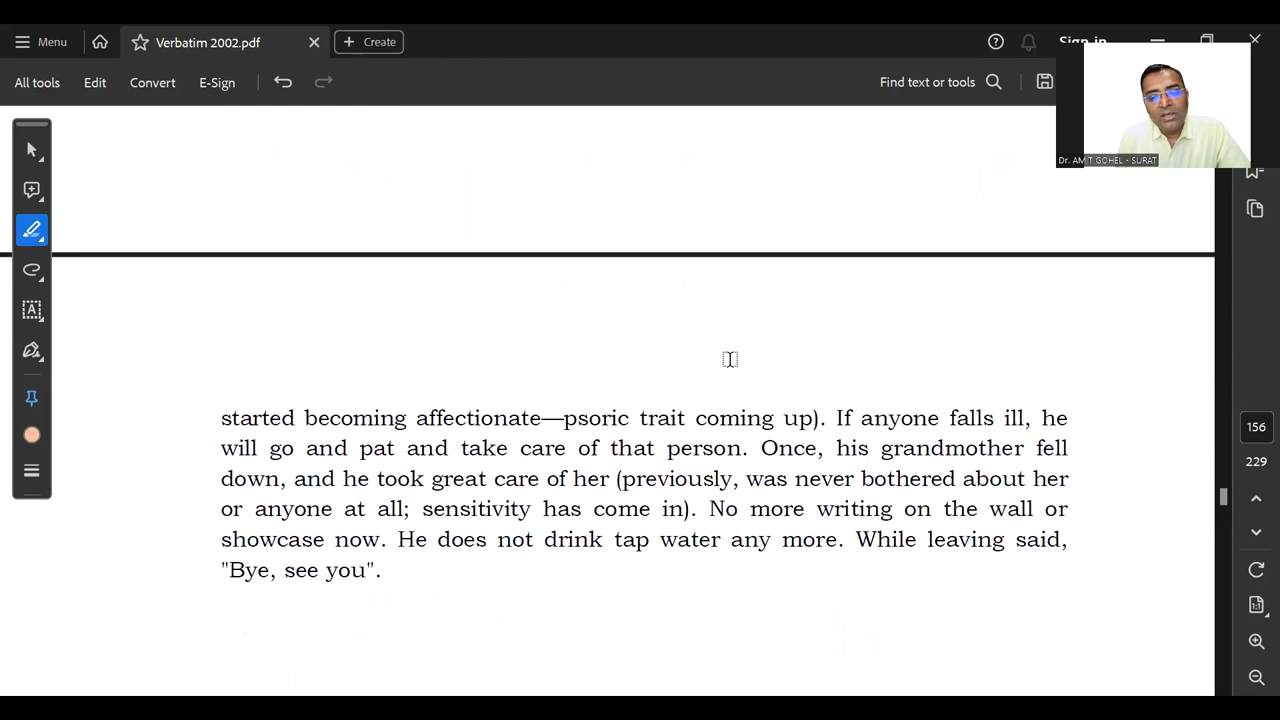 Menu
Verbatim 2002.pdf
Create
Sign in
All tools
Edit
Convert
E-Sign
Find text or tools
Dr. AMIT GOHEL - SURAT
started becoming affectionate—psoric trait coming up). If anyone falls ill, he
will go and pat and take care of that person. Once, his grandmother fell
down, and he took great care of her (previously, was never bothered about her
or anyone at all; sensitivity has come in). No more writing on the wall or
showcase now. He does not drink tap water any more. While leaving said,
"Bye, see you".
156
229
1:1